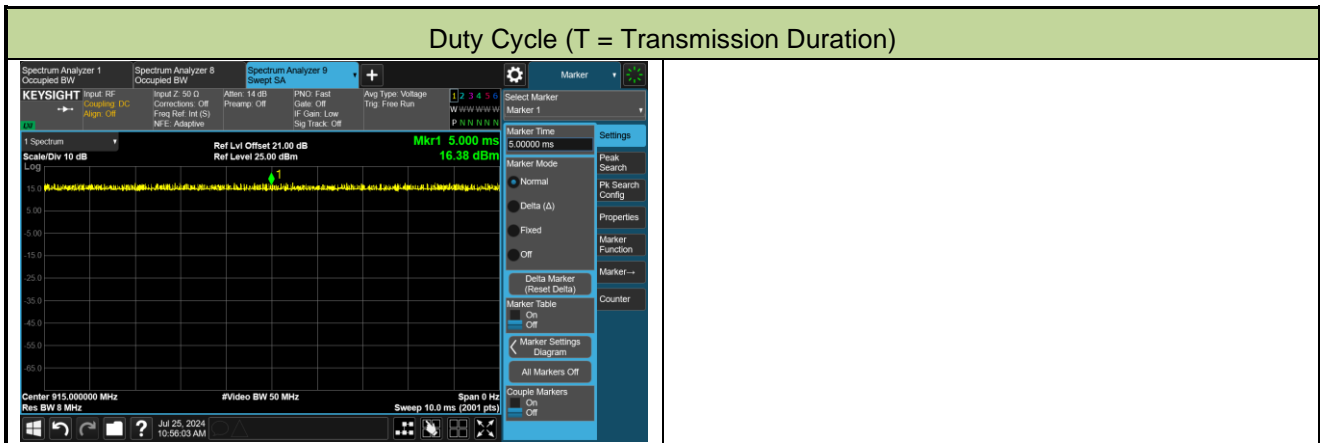 Duty Cycle (T = Transmission Duration)
Spectrum Analyzer 1
Occupied BW
Spectrum Analyzer 8
Occupied BW
Spectrum Analyzer 9
Swept SA
+
Marker
KEYSIGHT
Input: RF
Coupling: DC
Align: Off
Input Z: 50 Ω
Corrections: Off
Freq Ref: Int (S)
NFE: Adaptive
Atten: 14 dB
Preamp: Off
PNO: Fast
Gate: Off
IF Gain: Low
Sig Track: Off
Avg Type: Voltage
Trig: Free Run
1 2 3 4 5 6
W W W W W W
P N N N N N
Select Marker
Marker 1
1 Spectrum
Scale/Div 10 dB
Log
Ref Lvl Offset 21.00 dB
Ref Level 25.00 dBm
Mkr1 5.000 ms
16.38 dBm
1
15.0
5.00
-5.00
-15.0
-25.0
-35.0
-45.0
-55.0
-65.0
Center 915.000000 MHz
Res BW 8 MHz
#Video BW 50 MHz
Span 0 Hz
Sweep 10.0 ms (2001 pts)
Marker Time
5.00000 ms
Marker Mode
Normal
Delta (Δ)
Fixed
Off
Delta Marker
(Reset Delta)
Marker Table
On
Off
Marker Settings
Diagram
All Markers Off
Couple Markers
On
Off
Settings
Peak
Search
Pk Search
Config
Properties
Marker
Function
Marker→
Counter
?
Jul 25, 2024
10:56:03 AM